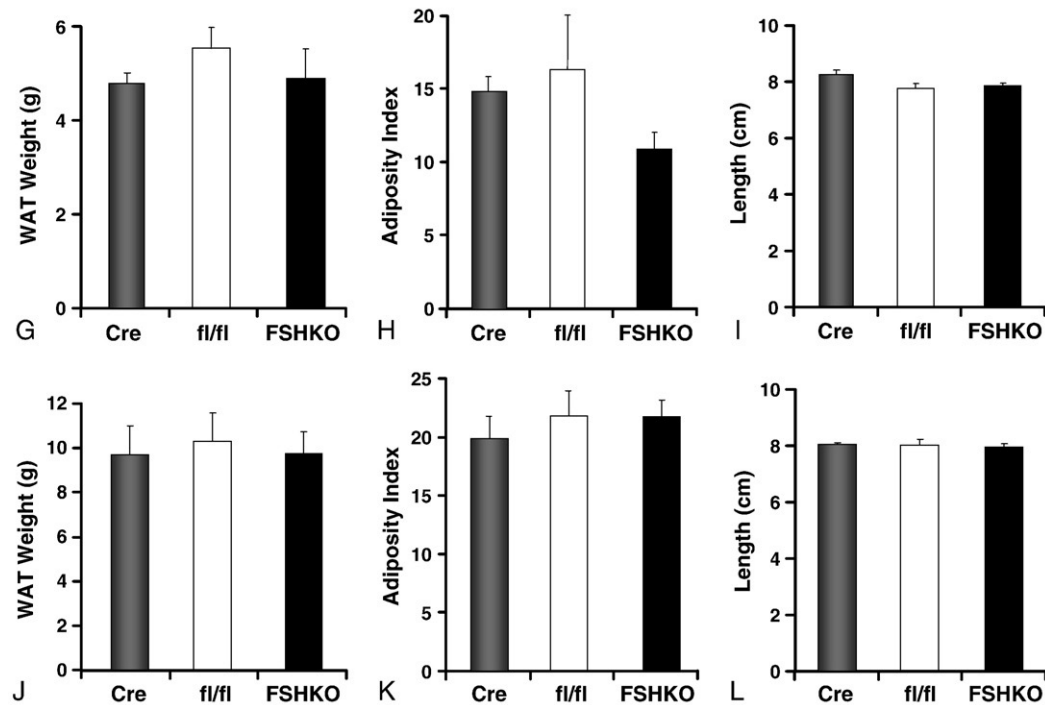 6
4
2
0
WAT Weight (g)
Cre fl/fl FSHKO
G
20
15
10
5
0
Adiposity Index
Cre fl/fl FSHKO
H
10
8
6
4
2
0
Length (cm)
Cre fl/fl FSHKO
I
12
10
8
6
4
2
0
WAT Weight (g)
Cre fl/fl FSHKO
J
25
20
15
10
5
0
Adiposity Index
Cre fl/fl FSHKO
K
10
8
6
4
2
0
Length (cm)
Cre fl/fl FSHKO
L